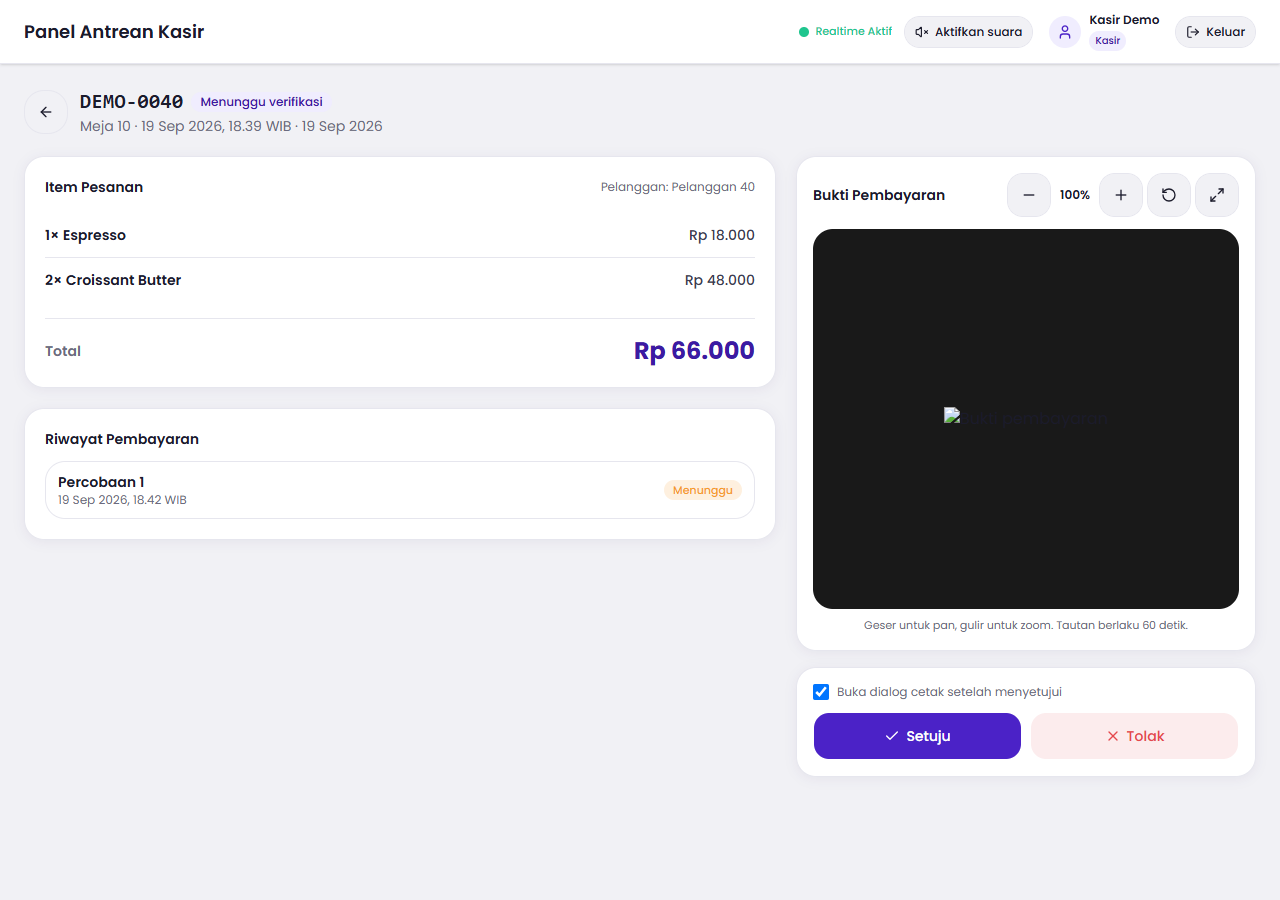 Panel Antrean Kasir
Realtime Aktif
Aktifkan suara
Kasir Demo
Kasir
Keluar
DEMO-0040
Menunggu verifikasi
Meja 10 · 19 Sep 2026, 18.39 WIB · 19 Sep 2026
Item Pesanan
Pelanggan: Pelanggan 40
1× Espresso
Rp 18.000
2× Croissant Butter
Rp 48.000
Total
Rp 66.000
Riwayat Pembayaran
Percobaan 1
19 Sep 2026, 18.42 WIB
Menunggu
Bukti Pembayaran
100%
Bukti pembayaran
Geser untuk pan, gulir untuk zoom. Tautan berlaku 60 detik.
Buka dialog cetak setelah menyetujui
Setuju
Tolak